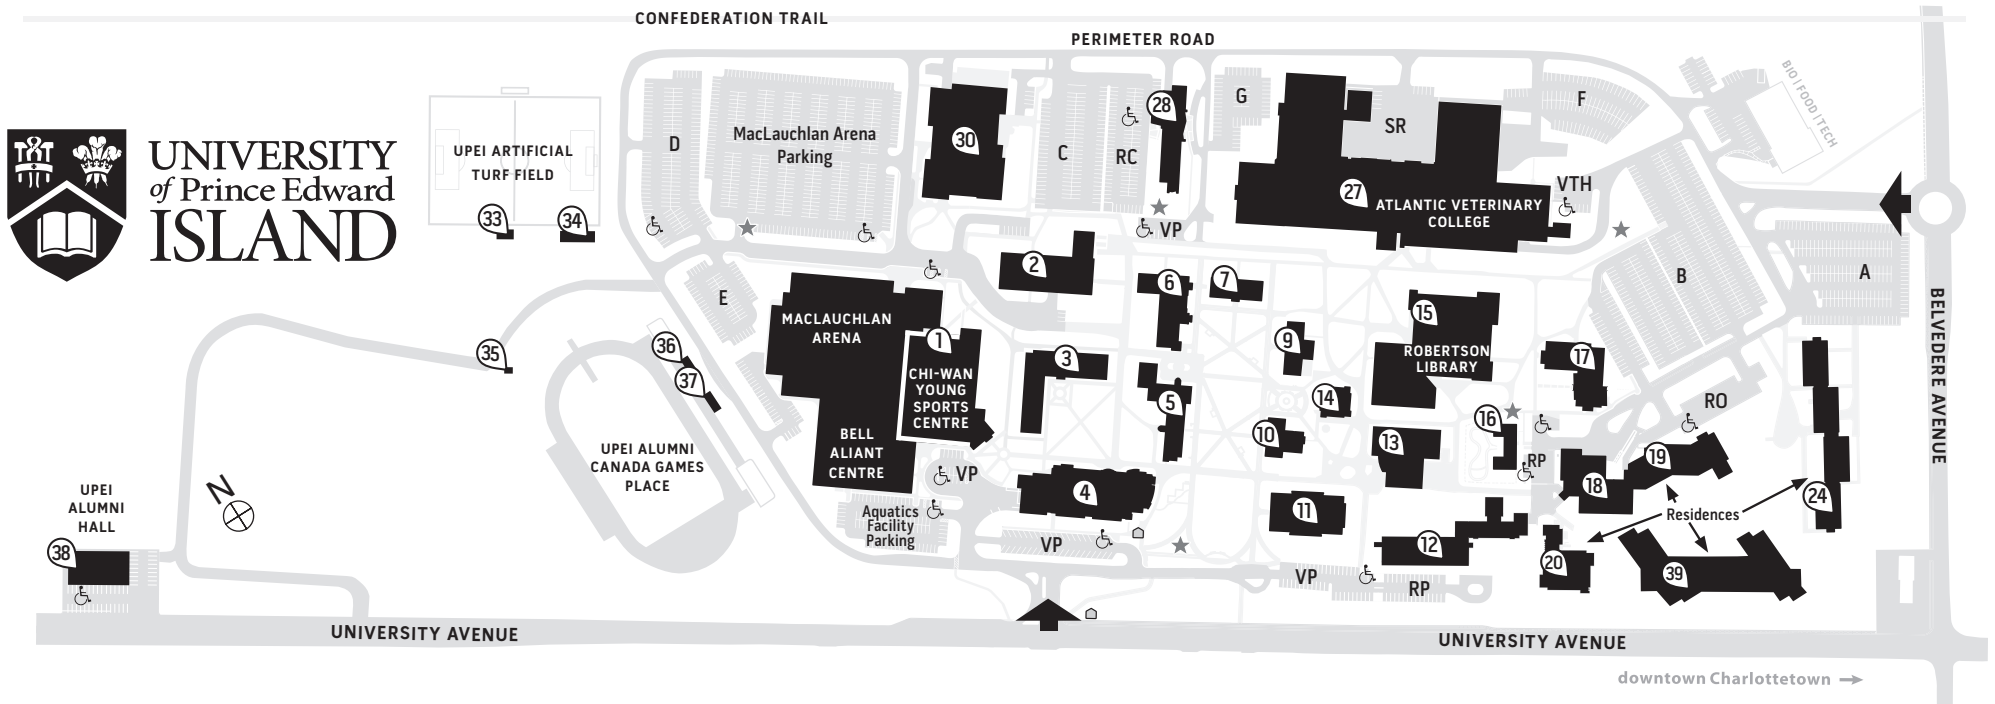 CONFEDERATION TRAIL
PERIMETER ROAD
UNIVERSITY
of Prince Edward
ISLAND
UPEI ARTIFICIAL
TURF FIELD
33
34
D
MacLauchlan Arena
Parking
30
C
RC
28
VP
G
SR
F
27
ATLANTIC VETERINARY
COLLEGE
VTH
BIO | FOOD | TECH
B
A
BELVEDERE AVENUE
E
MACLAUCHLAN
ARENA
1
CHI-WAN
YOUNG
SPORTS
CENTRE
BELL
ALIANT
CENTRE
2
3
6
7
5
9
10
14
15
ROBERTSON
LIBRARY
13
16
17
RO
RP
35
36
37
UPEI ALUMNI
CANADA GAMES
PLACE
N
UPEI
ALUMNI
HALL
38
VP
Aquatics
Facility
Parking
4
VP
11
12
VP
RP
18
19
Residences
24
20
39
UNIVERSITY AVENUE
UNIVERSITY AVENUE
downtown Charlottetown